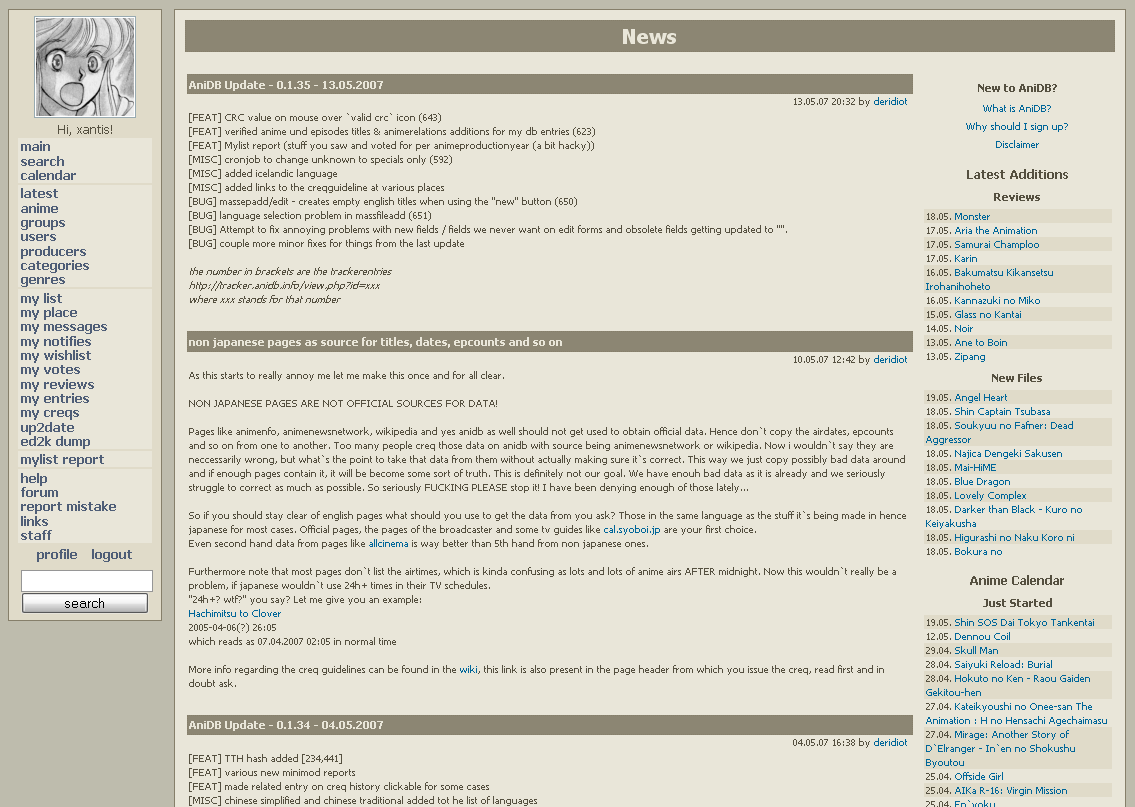 Hi, xantis!
main
search
calendar
latest
anime
groups
users
producers
categories
genres
my list
my place
my messages
my notifies
my wishlist
my votes
my reviews
my entries
my creqs
up2date
ed2k dump
mylist report
help
forum
report mistake
links
staff
profile logout
search
News
AniDB Update - 0.1.35 - 13.05.2007
13.05.07 20:32 by deridiot
[FEAT] CRC value on mouse over `valid crc` icon (643)
[FEAT] verified anime und episodes titles & animerelations additions for my db entries (623)
[FEAT] Mylist report (stuff you saw and voted for per animeproductionyear (a bit hacky))
[MISC] cronjob to change unknown to specials only (592)
[MISC] added icelandic language
[MISC] added links to the creqguideline at various places
[BUG] massepadd/edit - creates empty english titles when using the "new" button (650)
[BUG] language selection problem in massfileadd (651)
[BUG] Attempt to fix annoying problems with new fields / fields we never want on edit forms and obsolete fields getting updated to "".
[BUG] couple more minor fixes for things from the last update
the number in brackets are the trackerentries
http://tracker.anidb.info/view.php?id=xxx
where xxx stands for that number
non japanese pages as source for titles, dates, epcounts and so on
10.05.07 12:42 by deridiot
As this starts to really annoy me let me make this once and for all clear.
NON JAPANESE PAGES ARE NOT OFFICIAL SOURCES FOR DATA!
Pages like animenfo, animenewsnetwork, wikipedia and yes anidb as well should not get used to obtain official data. Hence don`t copy the airdates, epcounts
and so on from one to another. Too many people creq those data on anidb with source being animenewsnetwork or wikipedia. Now i wouldn`t say they are
neccessarily wrong, but what`s the point to take that data from them without actually making sure it`s correct. This way we just copy possibly bad data around
and if enough pages contain it, it will be become some sort of truth. This is definitely not our goal. We have enouh bad data as it is already and we seriously
struggle to correct as much as possible. So seriously FUCKING PLEASE stop it! I have been denying enough of those lately...
So if you should stay clear of english pages what should you use to get the data from you ask? Those in the same language as the stuff it`s being made in hence
japanese for most cases. Official pages, the pages of the broadcaster and some tv guides like cal.syoboi.jp are your first choice.
Even second hand data from pages like allcinema is way better than 5th hand from non japanese ones.
Furthermore note that most pages don`t list the airtimes, which is kinda confusing as lots and lots of anime airs AFTER midnight. Now this wouldn`t really be a
problem, if japanese wouldn`t use 24h+ times in their TV schedules.
"24h+? wtf?" you say? Let me give you an example:
Hachimitsu to Clover
2005-04-06(?) 26:05
which reads as 07.04.2007 02:05 in normal time
More info regarding the creq guidelines can be found in the wiki, this link is also present in the page header from which you issue the creq, read first and in
doubt ask.
AniDB Update - 0.1.34 - 04.05.2007
04.05.07 16:38 by deridiot
[FEAT] TTH hash added [234,441]
[FEAT] various new minimod reports
[FEAT] made related entry on creq history clickable for some cases
[MISC] chinese simplified and chinese traditional added tot he list of languages
New to AniDB?
What is AniDB?
Why should I sign up?
Disclaimer
Latest Additions
Reviews
18.05. Monster
17.05. Aria the Animation
17.05. Samurai Champloo
17.05. Karin
16.05. Bakumatsu Kikansetsu
Irohanihoheto
16.05. Kannazuki no Miko
15.05. Glass no Kantai
14.05. Noir
13.05. Ane to Boin
13.05. Zipang
New Files
19.05. Angel Heart
18.05. Shin Captain Tsubasa
18.05. Soukyuu no Fafner: Dead
Aggressor
18.05. Najica Dengeki Sakusen
18.05. Mai-HiME
18.05. Blue Dragon
18.05. Lovely Complex
18.05. Darker than Black - Kuro no
Keiyakusha
18.05. Higurashi no Naku Koro ni
18.05. Bokura no
Anime Calendar
Just Started
19.05. Shin SOS Dai Tokyo Tankentai
12.05. Dennou Coil
29.04. Skull Man
28.04. Saiyuki Reload: Burial
28.04. Hokuto no Ken - Raou Gaiden
Gekitou-hen
27.04. Kateikyoushi no Onee-san The
Animation : H no Hensachi Agechaimasu
27.04. Mirage: Another Story of
D`Elranger - In`en no Shokushu
Byoutou
25.04. Offside Girl
25.04. AIKa R-16: Virgin Mission
25.04. En`yoku